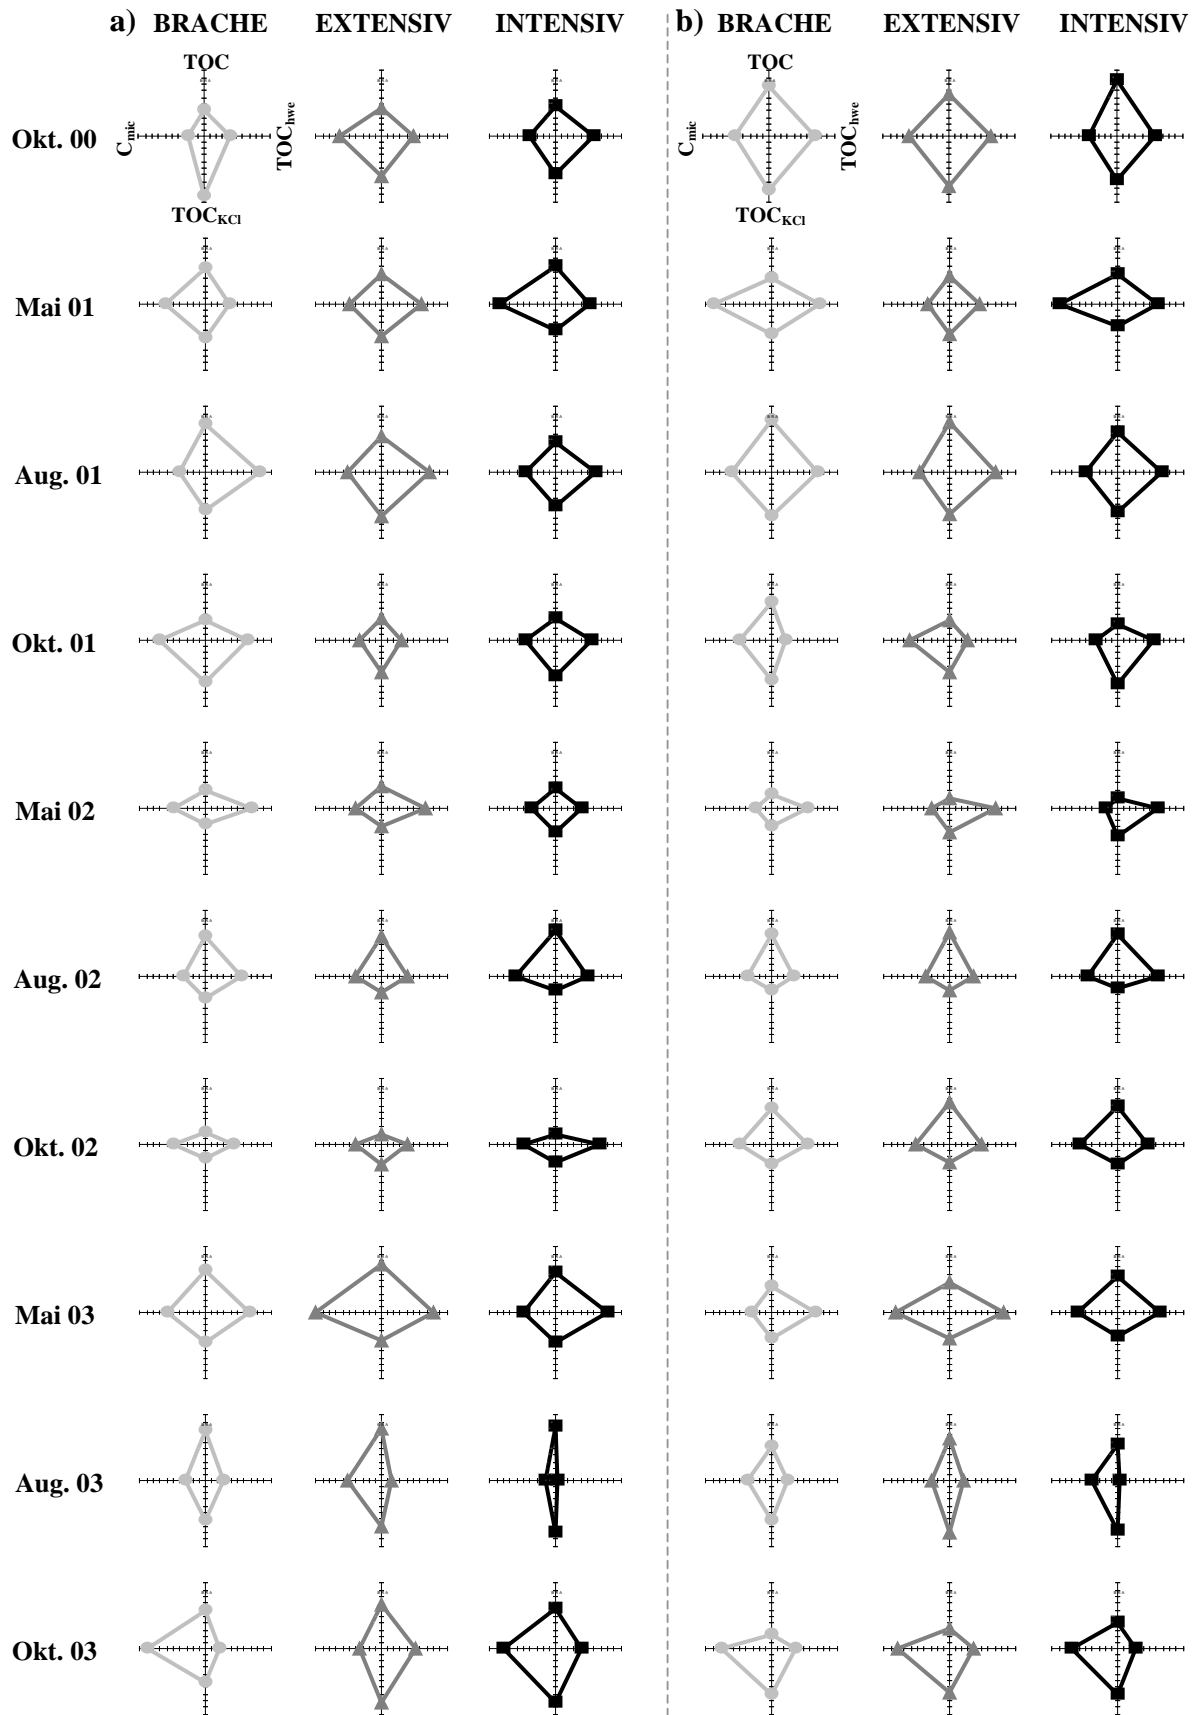 a) BRACHE EXTENSIV INTENSIV b) BRACHE EXTENSIV INTENSIV
TOC TOC
Okt. 00 C_mic TOC_hwe C_mic TOC_hwe
TOC_KCl TOC_KCl
Mai 01
Aug. 01
Okt. 01
Mai 02
Aug. 02
Okt. 02
Mai 03
Aug. 03
Okt. 03